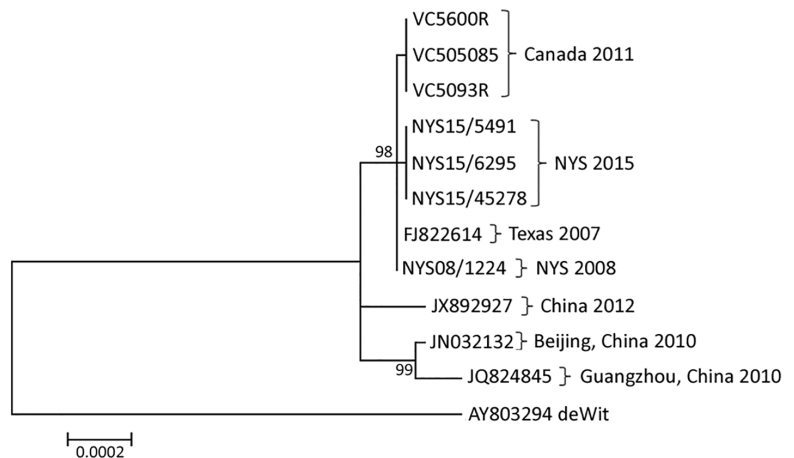 VC5600R
VC505085 Canada 2011
VC5093R
NYS15/5491
98 NYS15/6295 NYS 2015
NYS15/45278
FJ822614 Texas 2007
NYS08/1224 NYS 2008
JX892927 China 2012
JN032132 Beijing, China 2010
99 JQ824845 Guangzhou, China 2010
AY803294 deWit
0.0002